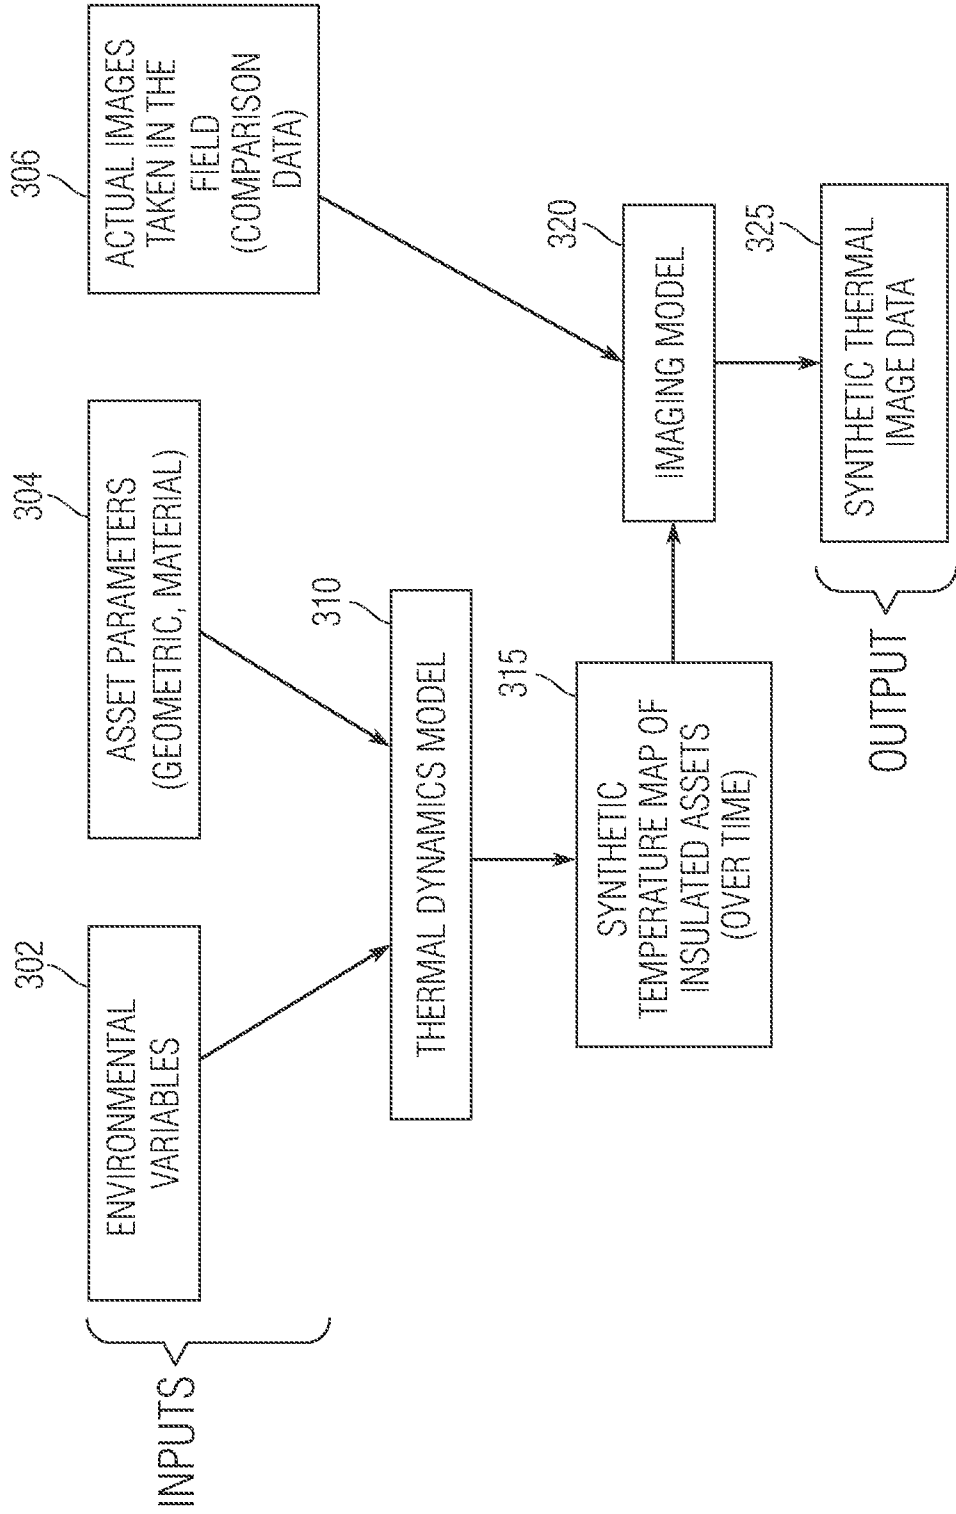 INPUTS
302
ENVIRONMENTAL
VARIABLES
304
ASSET PARAMETERS
(GEOMETRIC, MATERIAL)
306
ACTUAL IMAGES
TAKEN IN THE
FIELD
(COMPARISON
DATA)
310
THERMAL DYNAMICS MODEL
315
SYNTHETIC
TEMPERATURE MAP OF
INSULATED ASSETS
(OVER TIME)
320
IMAGING MODEL
OUTPUT
325
SYNTHETIC THERMAL
IMAGE DATA